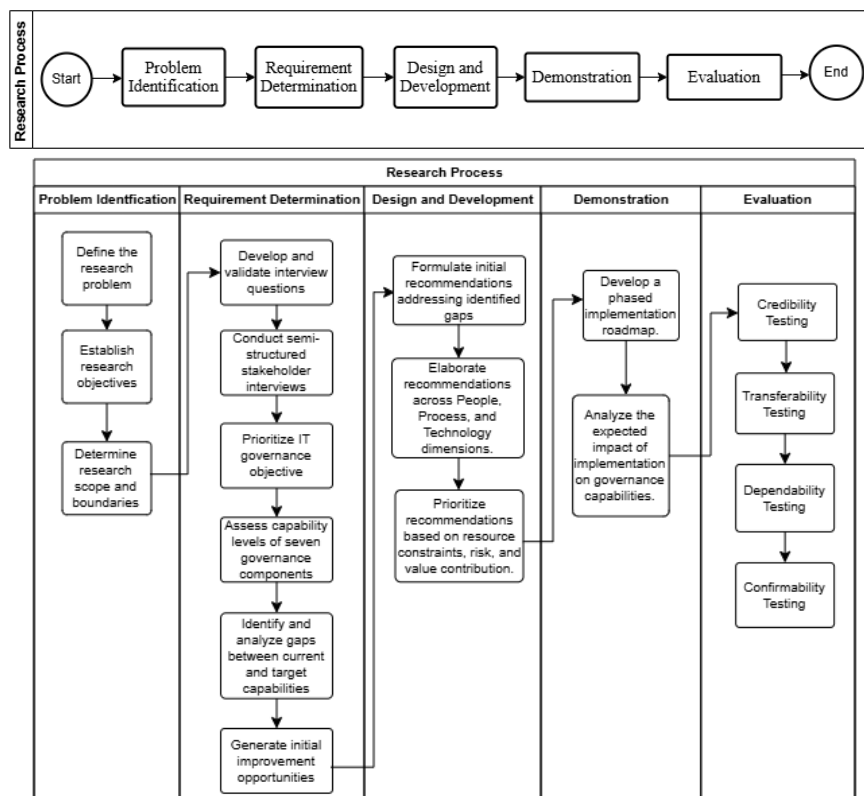 Research Process
Start
Problem
Identification
Requirement
Determination
Design and
Development
Demonstration
Evaluation
End
Research Process
Problem Identfication
Requirement Determination
Design and Development
Demonstration
Evaluation
Define the
research
problem
Establish
research
objectives
Determine
research
scope and
boundaries
Develop and
validate interview
questions
Conduct semi-
structured
stakeholder
interviews
Prioritize IT
governance
objective
Assess capability
levels of seven
governance
components
Identify and
analyze gaps
between current
and target
capabilities
Generate initial
improvement
opportunities
Formulate initial
recommendations
addressing identified
gaps
Elaborate
recommendations
across People,
Process, and
Technology
dimensions.
Prioritize
recommendations
based on resource
constraints, risk, and
value contribution.
Develop a
phased
implementation
roadmap.
Analyze the
expected
impact of
implementation
on governance
capabilities.
Credibility
Testing
Transferability
Testing
Dependability
Testing
Confirmability
Testing